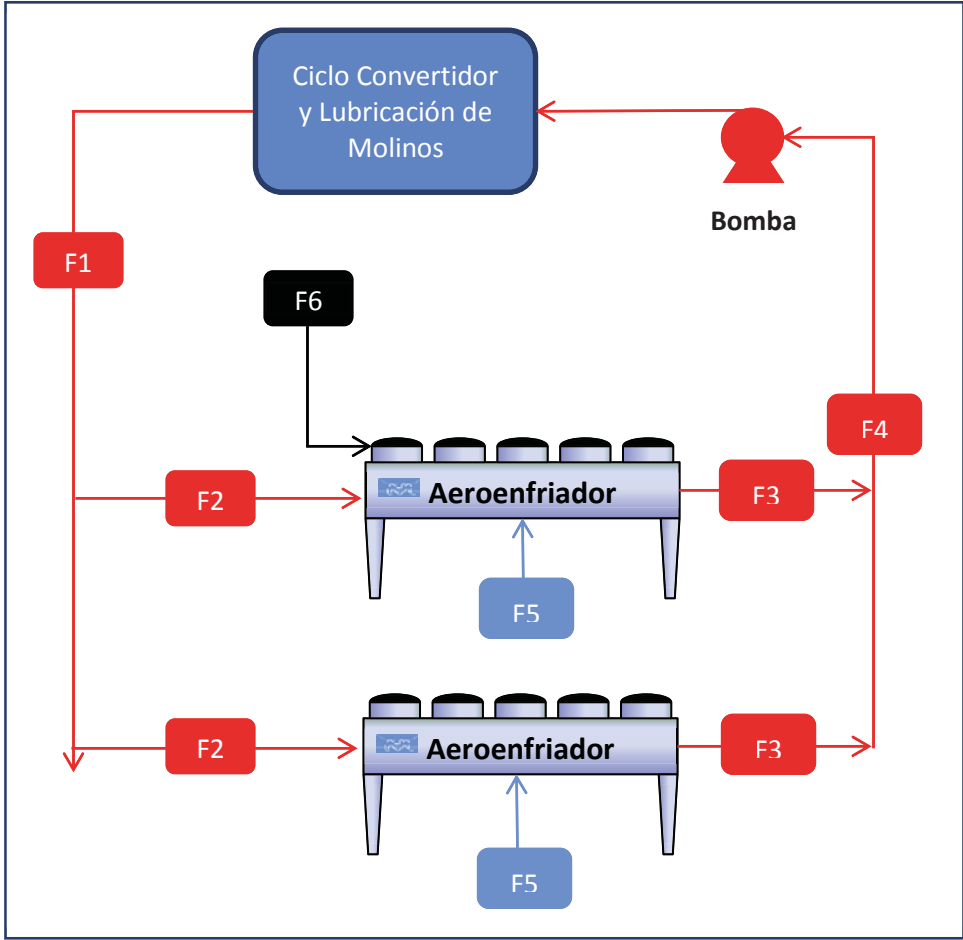 Ciclo Convertidor
y Lubricación de
Molinos
Bomba
F1
F6
F4
F2
Aeroenfriador
F3
F5
F2
Aeroenfriador
F3
F5